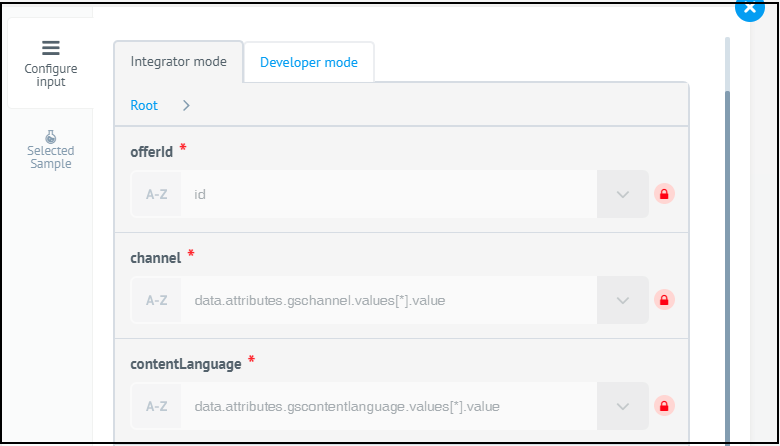 Configure
input
Selected
Sample
Integrator mode
Developer mode
Root >
offerId *
A-Z id
channel *
A-Z data.attributes.gschannel.values[*].value
contentLanguage *
A-Z data.attributes.gscontentlanguage.values[*].value